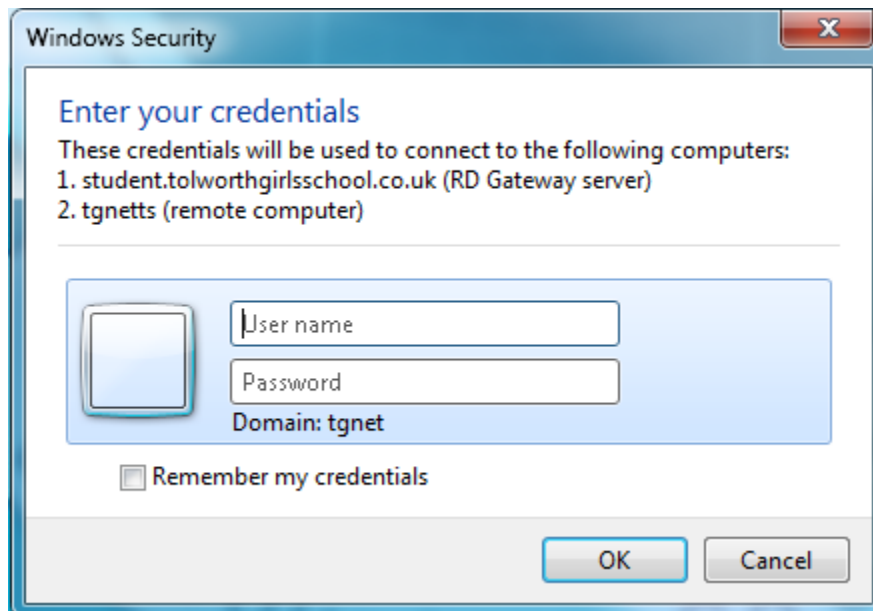 Windows Security
Enter your credentials
These credentials will be used to connect to the following computers:
1. student.tolworthgirlsschool.co.uk (RD Gateway server)
2. tgnetts (remote computer)
User name
Password
Domain: tgnet
Remember my credentials
OK Cancel